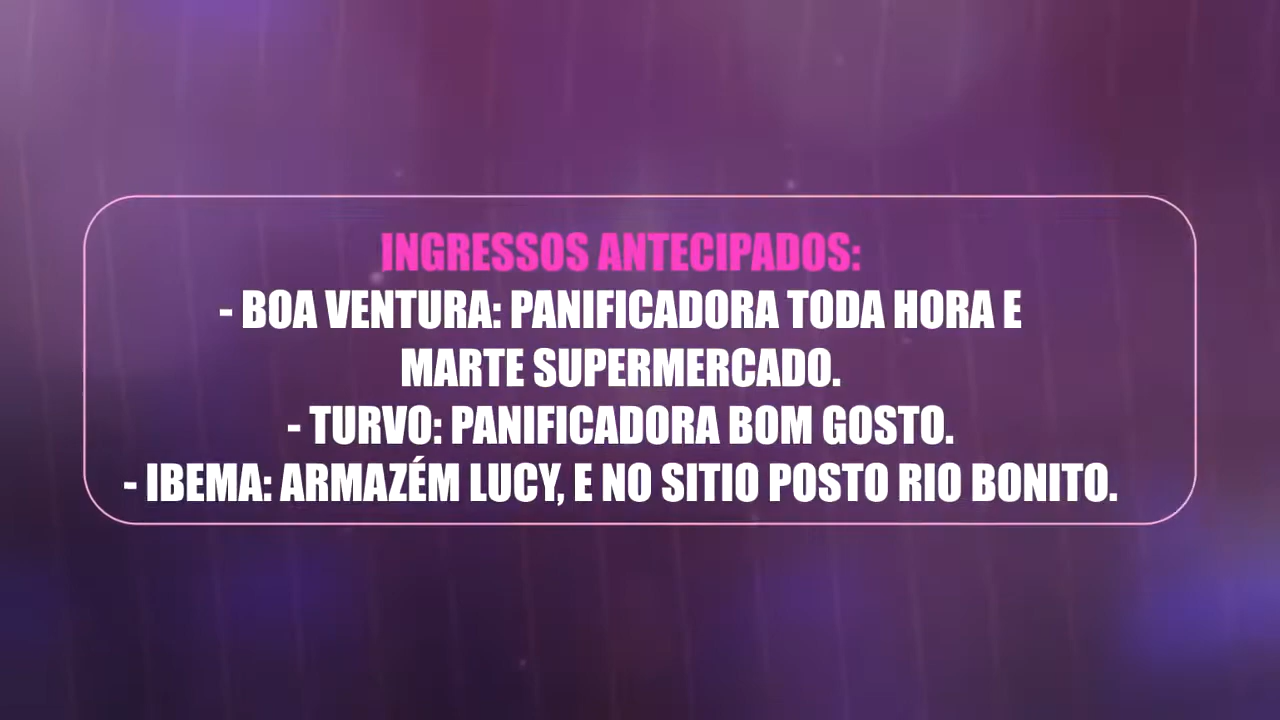 INGRESSOS ANTECIPADOS:
- BOA VENTURA: PANIFICADORA TODA HORA E
MARTE SUPERMERCADO.
- TURVO: PANIFICADORA BOM GOSTO.
- IBEMA: ARMAZÉM LUCY, E NO SITIO POSTO RIO BONITO.